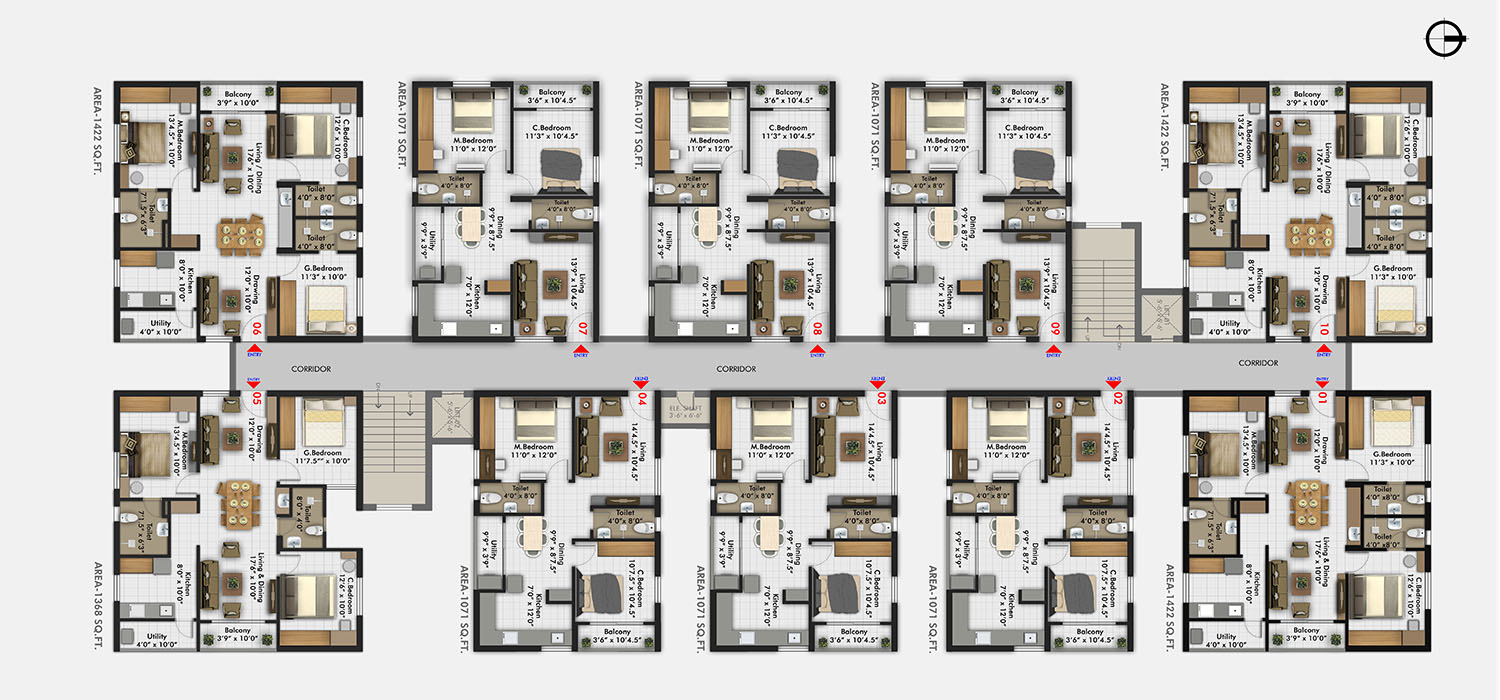 AREA-1422 SQ.FT.
Balcony
3'9" x 10'0"
M.Bedroom
13'4.5" x 10'0"
C.Bedroom
12'6" x 10'0"
Living / Dining
17'6" x 10'0"
Toilet
7'1.5" x 6'3"
Toilet
4'0" x 8'0"
Toilet
4'0" x 8'0"
Kitchen
8'0" x 10'0"
Drawing
12'0" x 10'0"
G.Bedroom
11'3" x 10'0"
Utility
4'0" x 10'0"
06
ENTRY
AREA-1071 SQ.FT.
Balcony
3'6" x 10'4.5"
M.Bedroom
11'0" x 12'0"
C.Bedroom
11'3" x 10'4.5"
Toilet
4'0" x 8'0"
Toilet
4'0" x 8'0"
Dining
9'9" x 8'7.5"
Utility
9'9" x 3'9"
Kitchen
7'0" x 12'0"
Living
13'9" x 10'4.5"
07
ENTRY
AREA-1071 SQ.FT.
Balcony
3'6" x 10'4.5"
M.Bedroom
11'0" x 12'0"
C.Bedroom
11'3" x 10'4.5"
Toilet
4'0" x 8'0"
Toilet
4'0" x 8'0"
Dining
9'9" x 8'7.5"
Utility
9'9" x 3'9"
Kitchen
7'0" x 12'0"
Living
13'9" x 10'4.5"
08
ENTRY
AREA-1071 SQ.FT.
Balcony
3'6" x 10'4.5"
M.Bedroom
11'0" x 12'0"
C.Bedroom
11'3" x 10'4.5"
Toilet
4'0" x 8'0"
Toilet
4'0" x 8'0"
Dining
9'9" x 8'7.5"
Utility
9'9" x 3'9"
Kitchen
7'0" x 12'0"
Living
13'9" x 10'4.5"
09
ENTRY
UP
DN
LIFT-01
5'-6"x6'-6"
AREA-1422 SQ.FT.
Balcony
3'9" x 10'0"
M.Bedroom
13'4.5" x 10'0"
C.Bedroom
12'6" x 10'0"
Living / Dining
17'6" x 10'0"
Toilet
7'1.5" x 6'3"
Toilet
4'0" x 8'0"
Toilet
4'0" x 8'0"
Kitchen
8'0" x 10'0"
Drawing
12'0" x 10'0"
G.Bedroom
11'3" x 10'0"
Utility
4'0" x 10'0"
10
ENTRY
CORRIDOR
CORRIDOR
CORRIDOR
ENTRY
05
Drawing
12'0" x 10'0"
M.Bedroom
13'4.5" x 10'0"
G.Bedroom
11'7.5"" x 10'0"
Toilet
7'1.5" x 6'3"
Toilet
8'0" x 4'0"
Kitchen
8'0" x 10'0"
Living & Dining
17'6" x 10'0"
C.Bedroom
12'6" x 10'0"
Utility
4'0" x 10'0"
Balcony
3'9" x 10'0"
AREA-1368 SQ.FT.
DN
UP
LIFT-02
5'-6"x6'-6"
ENTRY
04
M.Bedroom
11'0" x 12'0"
Living
14'4.5" x 10'4.5"
Toilet
4'0" x 8'0"
Toilet
4'0" x 8'0"
Utility
9'9" x 3'9"
Dining
9'9" x 8'7.5"
Kitchen
7'0" x 12'0"
C.Bedroom
10'7.5" x 10'4.5"
Balcony
3'6" x 10'4.5"
AREA-1071 SQ.FT.
ELE. SHAFT
3'-6" x 6'-6"
ENTRY
03
M.Bedroom
11'0" x 12'0"
Living
14'4.5" x 10'4.5"
Toilet
4'0" x 8'0"
Toilet
4'0" x 8'0"
Utility
9'9" x 3'9"
Dining
9'9" x 8'7.5"
Kitchen
7'0" x 12'0"
C.Bedroom
10'7.5" x 10'4.5"
Balcony
3'6" x 10'4.5"
AREA-1071 SQ.FT.
ENTRY
02
M.Bedroom
11'0" x 12'0"
Living
14'4.5" x 10'4.5"
Toilet
4'0" x 8'0"
Toilet
4'0" x 8'0"
Utility
9'9" x 3'9"
Dining
9'9" x 8'7.5"
Kitchen
7'0" x 12'0"
C.Bedroom
10'7.5" x 10'4.5"
Balcony
3'6" x 10'4.5"
AREA-1071 SQ.FT.
ENTRY
01
Drawing
12'0" x 10'0"
M.Bedroom
13'4.5" x 10'0"
G.Bedroom
11'3" x 10'0"
Toilet
7'1.5" x 6'3"
Toilet
4'0" x 8'0"
Toilet
4'0" x 8'0"
Kitchen
8'0" x 10'0"
Living & Dining
17'6" x 10'0"
C.Bedroom
12'6" x 10'0"
Utility
4'0" x 10'0"
Balcony
3'9" x 10'0"
AREA-1422 SQ.FT.